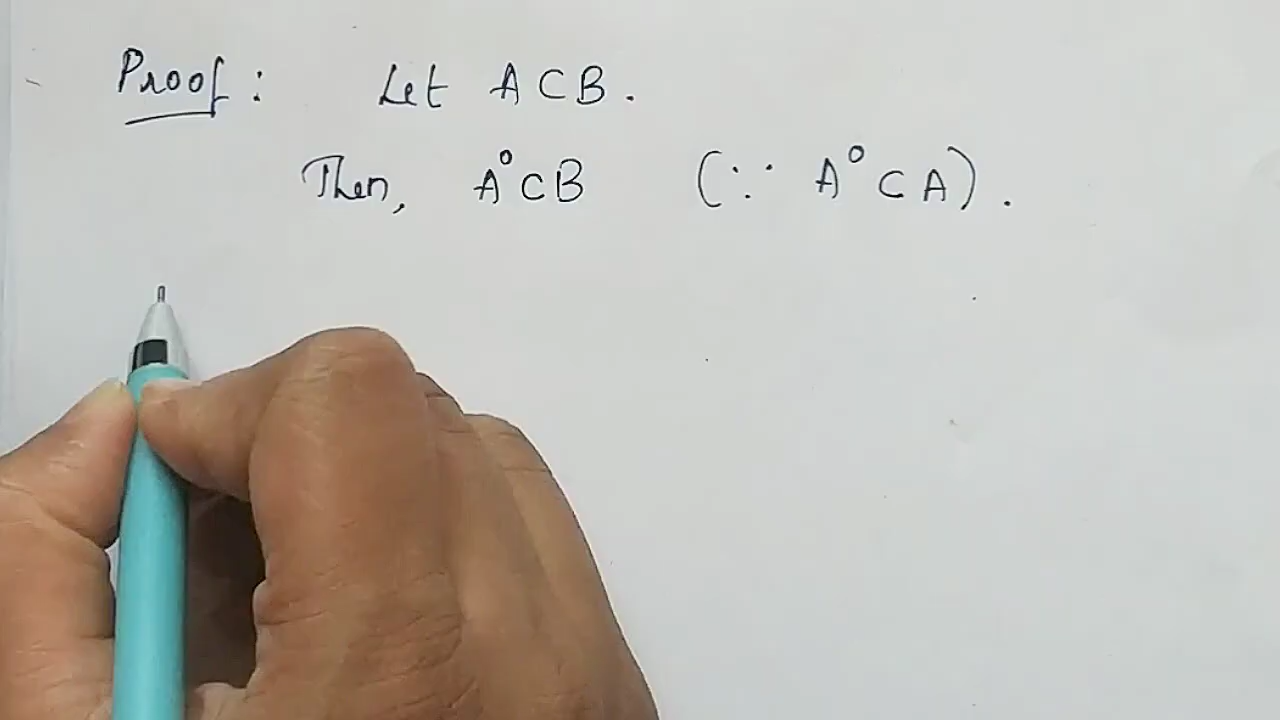 Proof : Let A ⊂ B .
Then, A° ⊂ B (∵ A° ⊂ A) .